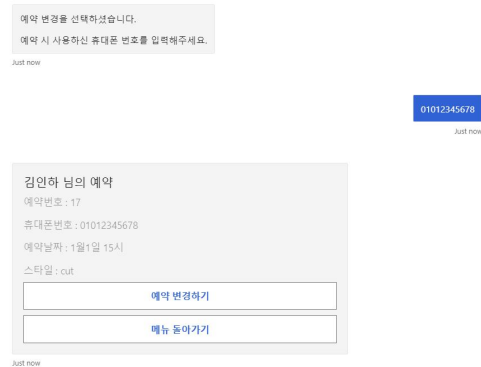 예약 변경을 선택하셨습니다.
예약 시 사용하신 휴대폰 번호를 입력해주세요.
Just now
01012345678
Just now
김인하 님의 예약
예약번호 : 17
휴대폰번호 : 01012345678
예약날짜 : 1월1일 15시
스타일 : cut
예약 변경하기
메뉴 돌아가기
Just now